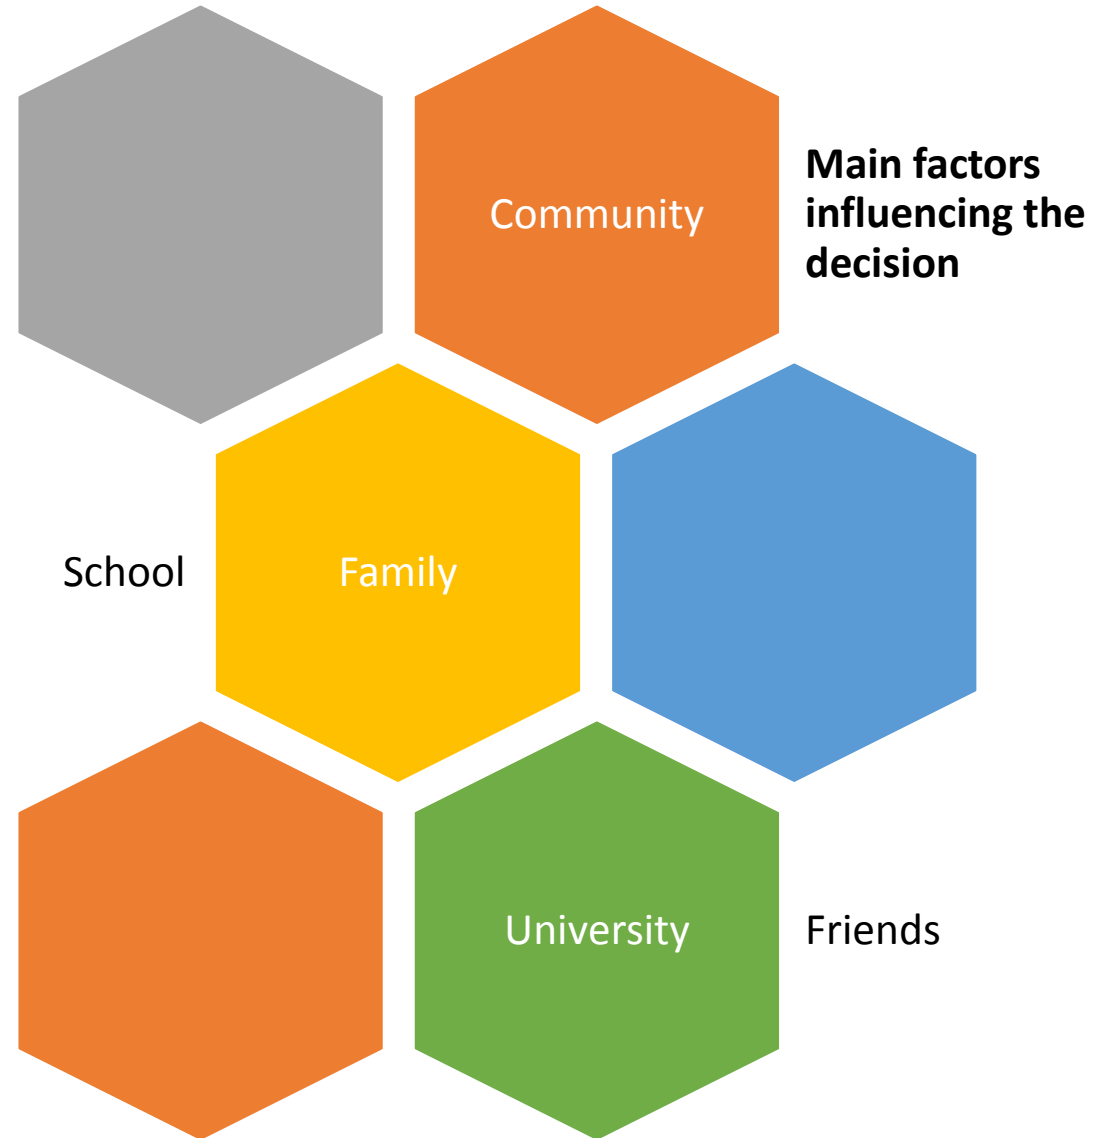 Community
Main factors
influencing the
decision
School
Family
University
Friends